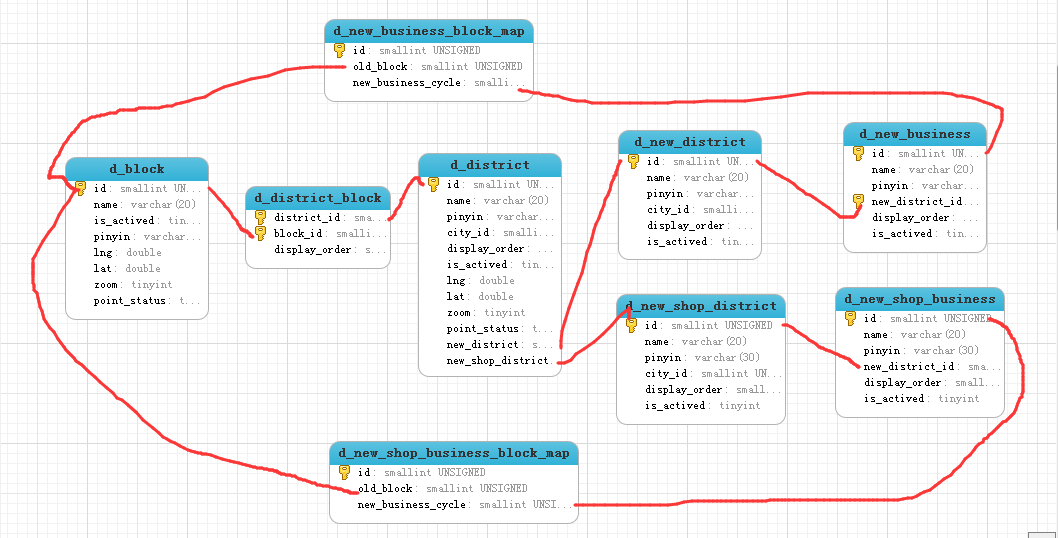 d_new_business_block_map
id: smallint UNSIGNED
old_block: smallint UNSIGNED
new_business_cycle: smalli...
d_block
id: smallint UN...
name: varchar(20)
is_actived: tin...
pinyin: varchar...
lng: double
lat: double
zoom: tinyint
point_status: t...
d_district_block
district_id: sma...
block_id: smalli...
display_order: s...
d_district
id: smallint UN...
name: varchar(20)
pinyin: varchar...
city_id: smalli...
display_order: ...
is_actived: tin...
lng: double
lat: double
zoom: tinyint
point_status: t...
new_district: s...
new_shop_district...
d_new_district
id: smallint UN...
name: varchar(20)
pinyin: varchar...
city_id: smalli...
display_order: ...
is_actived: tin...
d_new_business
id: smallint UN...
name: varchar(20)
pinyin: varchar...
new_district_id...
display_order: ...
is_actived: tin...
d_new_shop_district
id: smallint UNSIGNED
name: varchar(20)
pinyin: varchar(30)
city_id: smallint UN...
display_order: small...
is_actived: tinyint
d_new_shop_business
id: smallint UNSIGNED
name: varchar(20)
pinyin: varchar(30)
new_district_id: sma...
display_order: small...
is_actived: tinyint
d_new_shop_business_block_map
id: smallint UNSIGNED
old_block: smallint UNSIGNED
new_business_cycle: smallint UNSI...